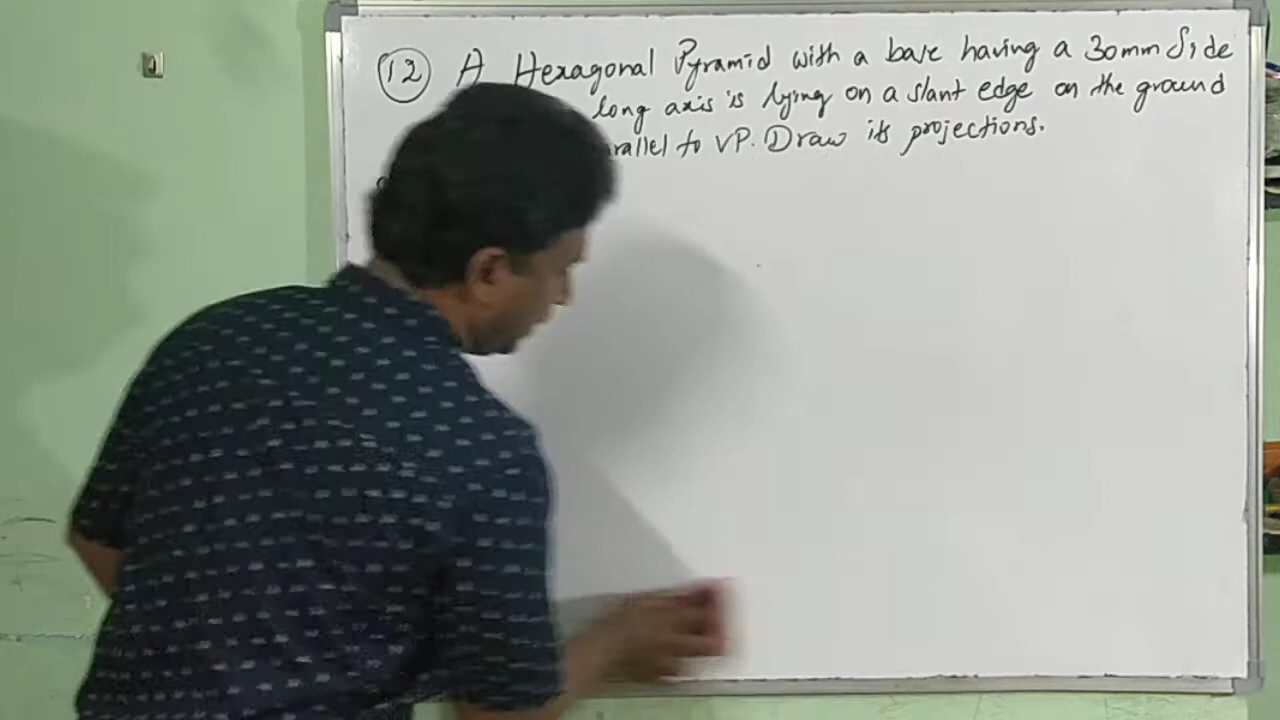 (12) A Hexagonal Pyramid with a base having a 30mm Side
long axis is lying on a slant edge on the ground
rallel to VP. Draw its projections.